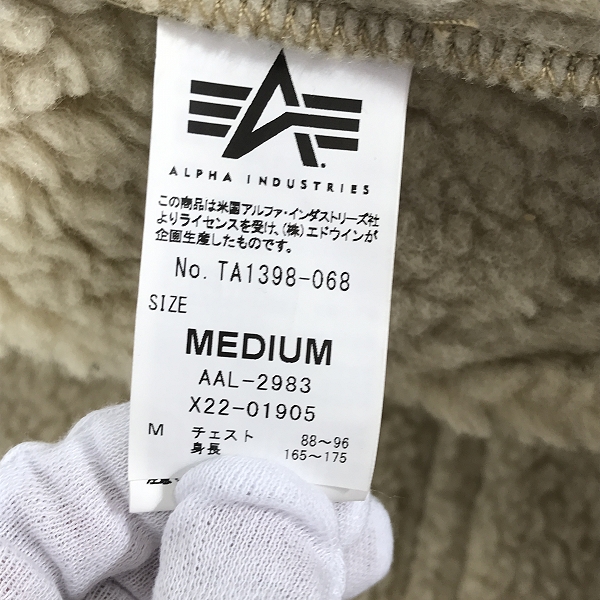 ALPHA INDUSTRIES
この商品は米国アルファ・インダストリーズ社
よりライセンスを受け、(株)エドウインが
企画生産したものです。
No. TA1398-068
SIZE
MEDIUM
AAL-2983
X22-01905
M チェスト 88〜96
身長 165〜175